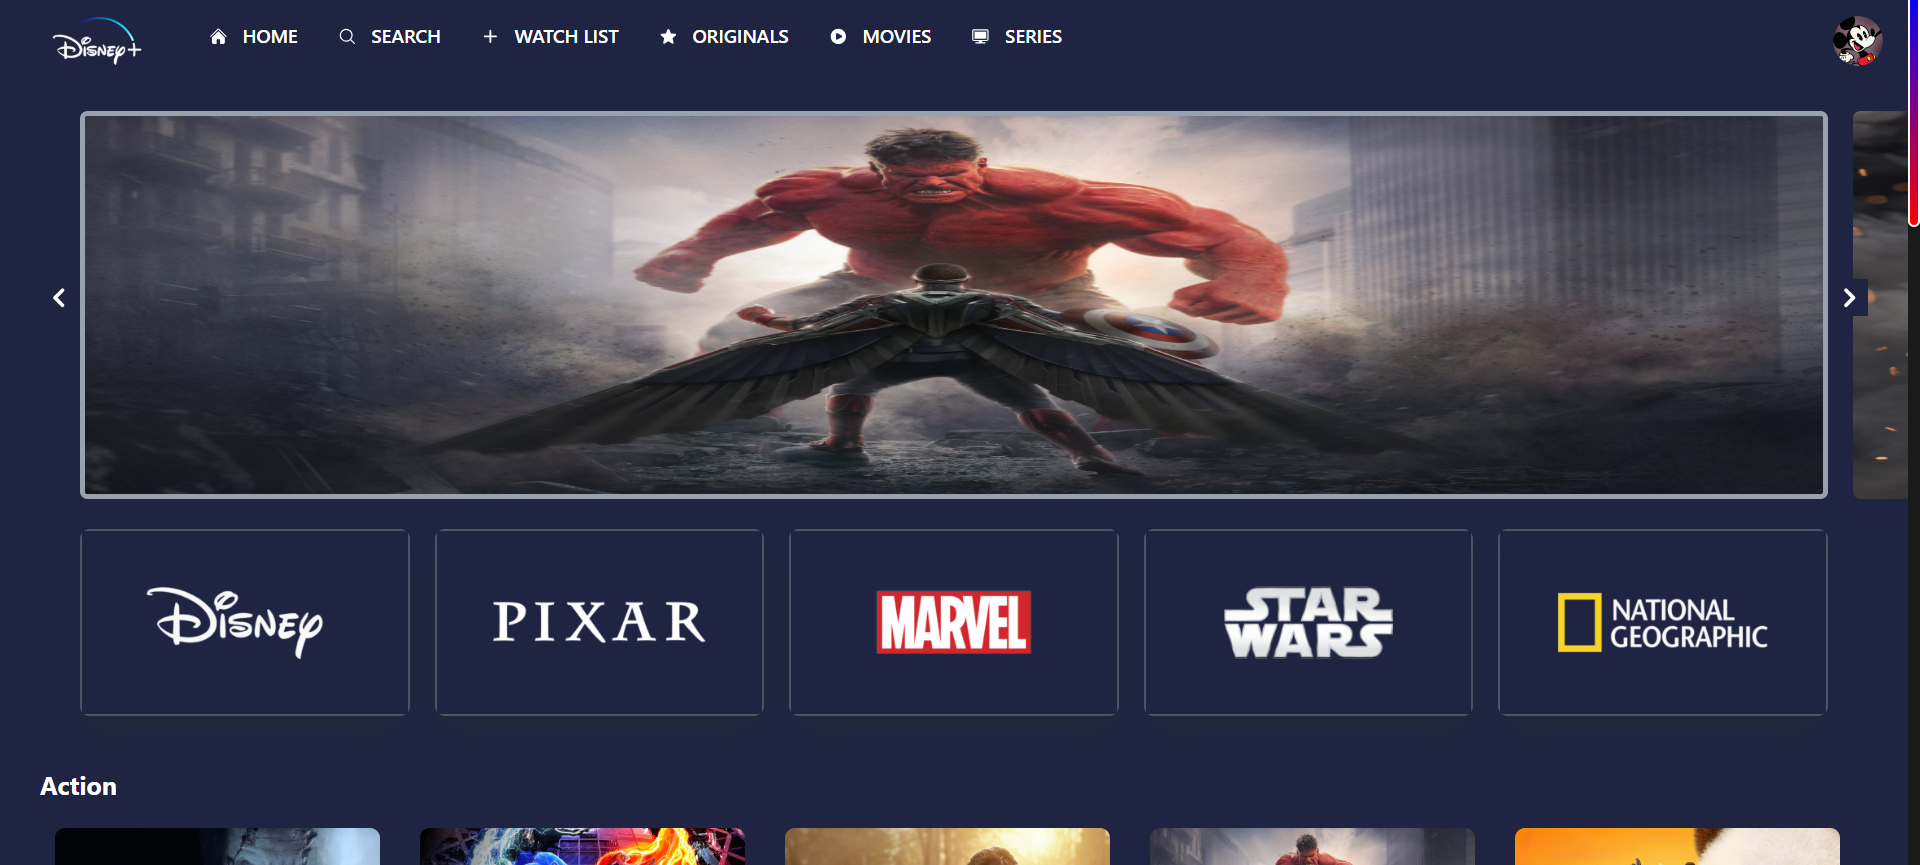 Disney+
HOME
SEARCH
WATCH LIST
ORIGINALS
MOVIES
SERIES
Disney
PIXAR
MARVEL
STAR
WARS
NATIONAL
GEOGRAPHIC
Action